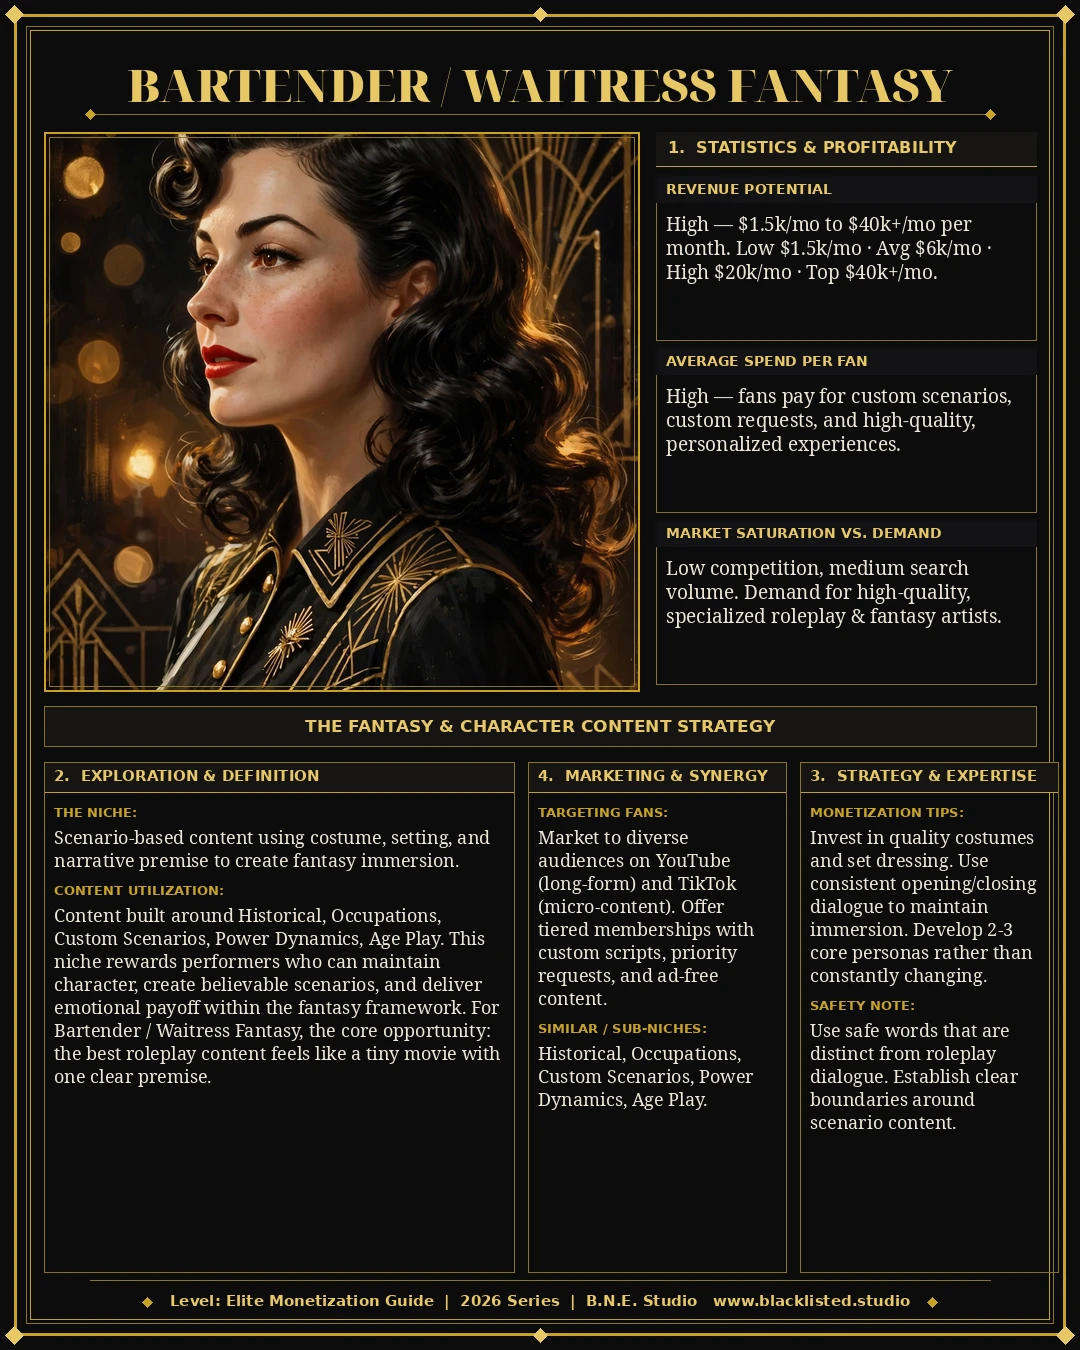 BARTENDER / WAITRESS FANTASY
1. STATISTICS & PROFITABILITY
REVENUE POTENTIAL
High — $1.5k/mo to $40k+/mo per
month. Low $1.5k/mo · Avg $6k/mo ·
High $20k/mo · Top $40k+/mo.
AVERAGE SPEND PER FAN
High — fans pay for custom scenarios,
custom requests, and high-quality,
personalized experiences.
MARKET SATURATION VS. DEMAND
Low competition, medium search
volume. Demand for high-quality,
specialized roleplay & fantasy artists.
THE FANTASY & CHARACTER CONTENT STRATEGY
2. EXPLORATION & DEFINITION
THE NICHE:
Scenario-based content using costume, setting, and
narrative premise to create fantasy immersion.
CONTENT UTILIZATION:
Content built around Historical, Occupations,
Custom Scenarios, Power Dynamics, Age Play. This
niche rewards performers who can maintain
character, create believable scenarios, and deliver
emotional payoff within the fantasy framework. For
Bartender / Waitress Fantasy, the core opportunity:
the best roleplay content feels like a tiny movie with
one clear premise.
4. MARKETING & SYNERGY
TARGETING FANS:
Market to diverse
audiences on YouTube
(long-form) and TikTok
(micro-content). Offer
tiered memberships with
custom scripts, priority
requests, and ad-free
content.
SIMILAR / SUB-NICHES:
Historical, Occupations,
Custom Scenarios, Power
Dynamics, Age Play.
3. STRATEGY & EXPERTISE
MONETIZATION TIPS:
Invest in quality costumes
and set dressing. Use
consistent opening/closing
dialogue to maintain
immersion. Develop 2-3
core personas rather than
constantly changing.
SAFETY NOTE:
Use safe words that are
distinct from roleplay
dialogue. Establish clear
boundaries around
scenario content.
Level: Elite Monetization Guide | 2026 Series | B.N.E. Studio www.blacklisted.studio